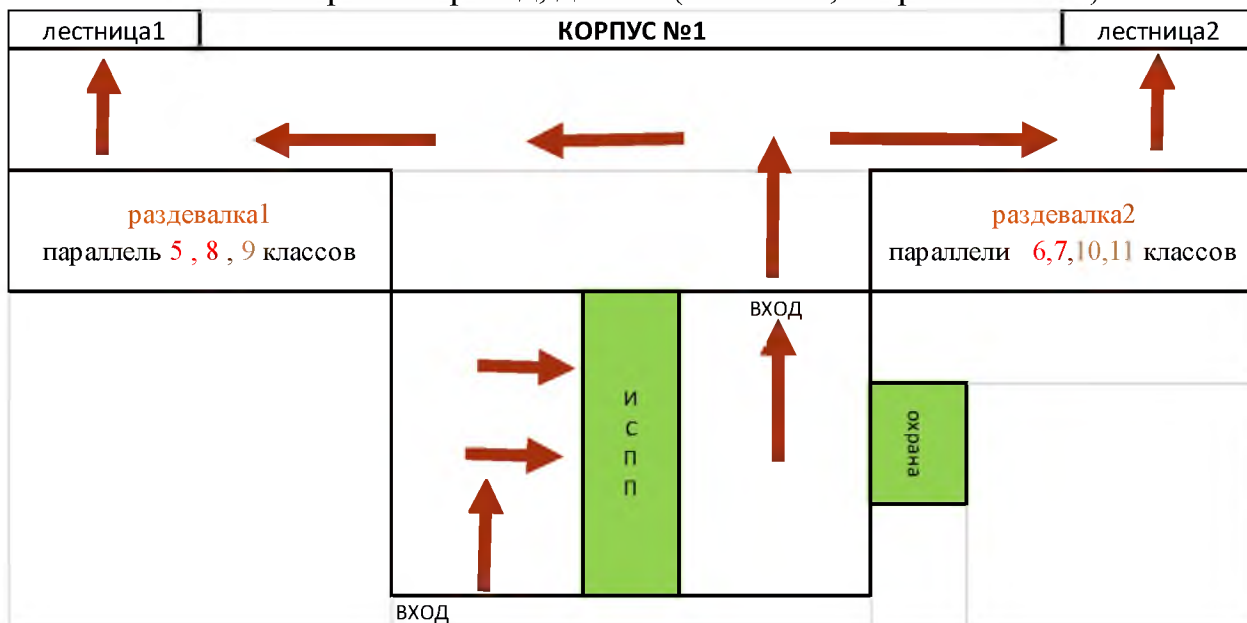 лестница1
КОРПУС №1
лестница2
раздевалка1
параллель 5 , 8 , 9 классов
раздевалка2
параллели 6,7,10,11 классов
ВХОД
И
С
П
П
охрана
ВХОД